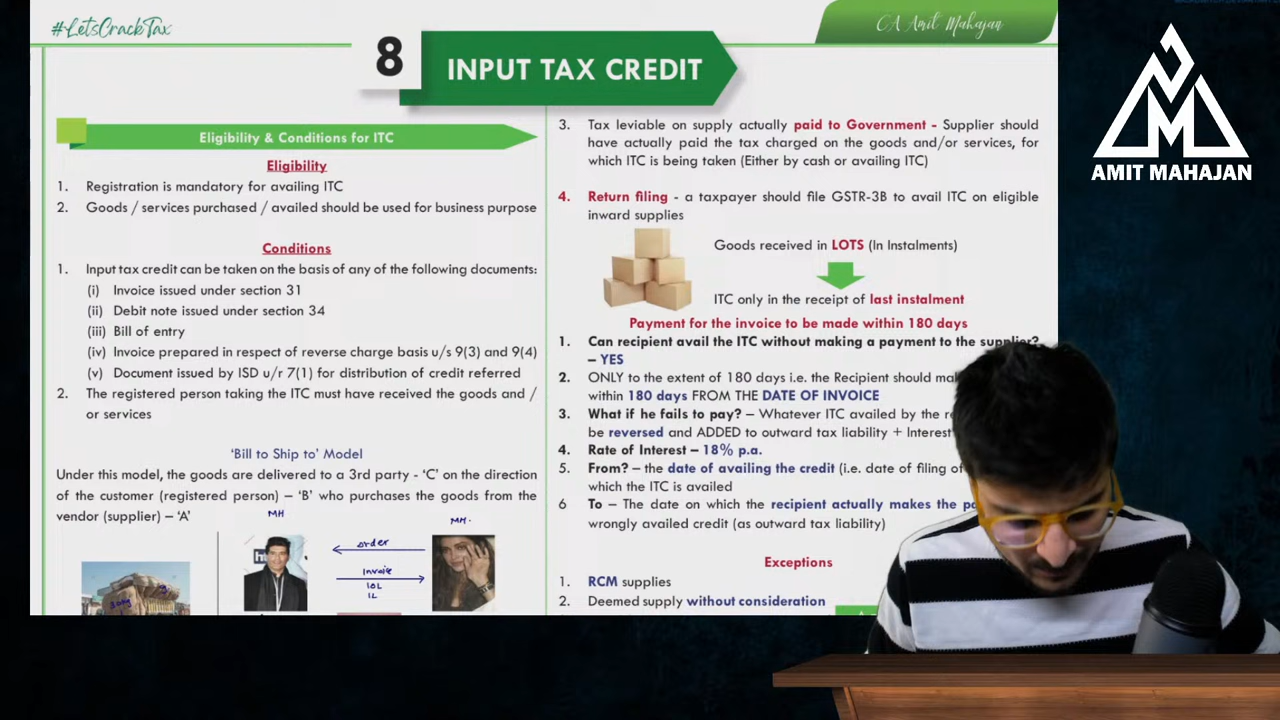 #LetsCrackTax
CA Amit Mahajan
8
INPUT TAX CREDIT
AMIT MAHAJAN
Eligibility & Conditions for ITC
Eligibility
1. Registration is mandatory for availing ITC
2. Goods / services purchased / availed should be used for business purpose
Conditions
1. Input tax credit can be taken on the basis of any of the following documents:
(i) Invoice issued under section 31
(ii) Debit note issued under section 34
(iii) Bill of entry
(iv) Invoice prepared in respect of reverse charge basis u/s 9(3) and 9(4)
(v) Document issued by ISD u/r 7(1) for distribution of credit referred
2. The registered person taking the ITC must have received the goods and /
or services
‘Bill to Ship to’ Model
Under this model, the goods are delivered to a 3rd party - ‘C’ on the direction
of the customer (registered person) – ‘B’ who purchases the goods from the
vendor (supplier) – ‘A’
MH
MH.
order
Invoice
10L
1L
3. Tax leviable on supply actually paid to Government - Supplier should
have actually paid the tax charged on the goods and/or services, for
which ITC is being taken (Either by cash or availing ITC)
4. Return filing - a taxpayer should file GSTR-3B to avail ITC on eligible
inward supplies
Goods received in LOTS (In Instalments)
ITC only in the receipt of last instalment
Payment for the invoice to be made within 180 days
1. Can recipient avail the ITC without making a payment to the supplier?
– YES
2. ONLY to the extent of 180 days i.e. the Recipient should
within 180 days FROM THE DATE OF INVOICE
3. What if he fails to pay? – Whatever ITC availed by the
be reversed and ADDED to outward tax liability + Interest
4. Rate of Interest – 18% p.a.
5. From? – the date of availing the credit (i.e. date of filing of
which the ITC is availed
6 To – The date on which the recipient actually makes the
wrongly availed credit (as outward tax liability)
Exceptions
1. RCM supplies
2. Deemed supply without consideration